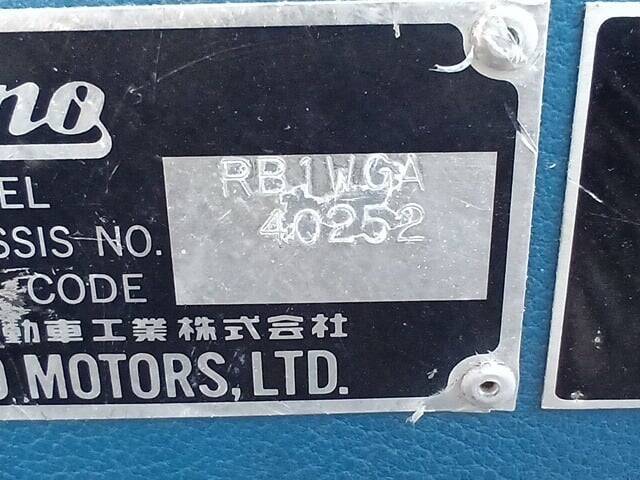 no
EL RB1WGA
SSIS NO. 40252
CODE
動車工業株式会社
O MOTORS, LTD.